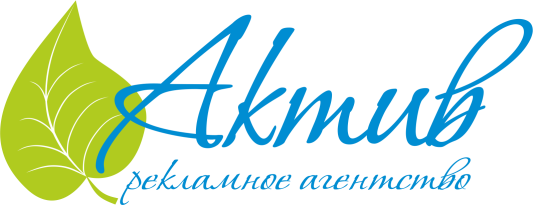 Актив
рекламное агентство